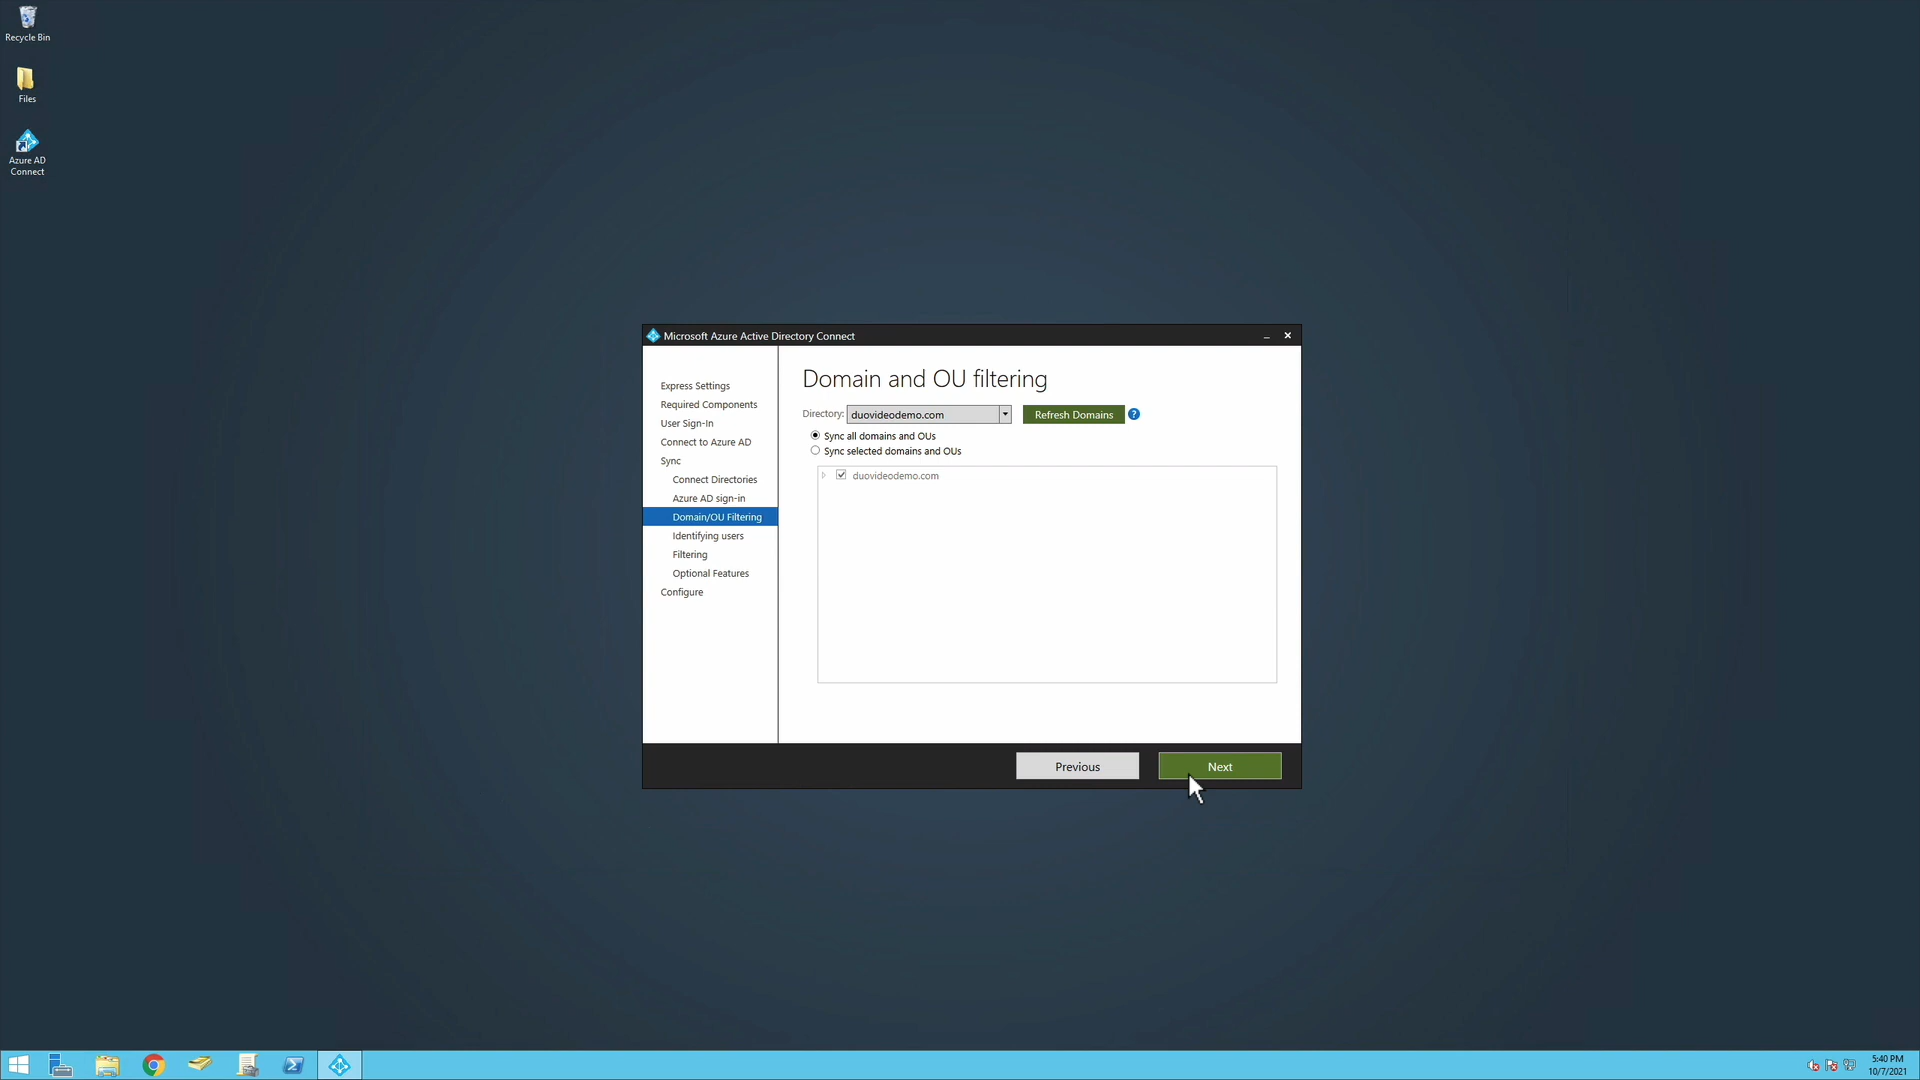 Recycle Bin
Files
Azure AD
Connect
Microsoft Azure Active Directory Connect
Express Settings
Required Components
User Sign-In
Connect to Azure AD
Sync
Connect Directories
Azure AD sign-in
Domain/OU Filtering
Identifying users
Filtering
Optional Features
Configure
Domain and OU filtering
Directory: duovideodemo.com Refresh Domains ?
Sync all domains and OUs
Sync selected domains and OUs
duovideodemo.com
Previous Next
5:40 PM
10/7/2021